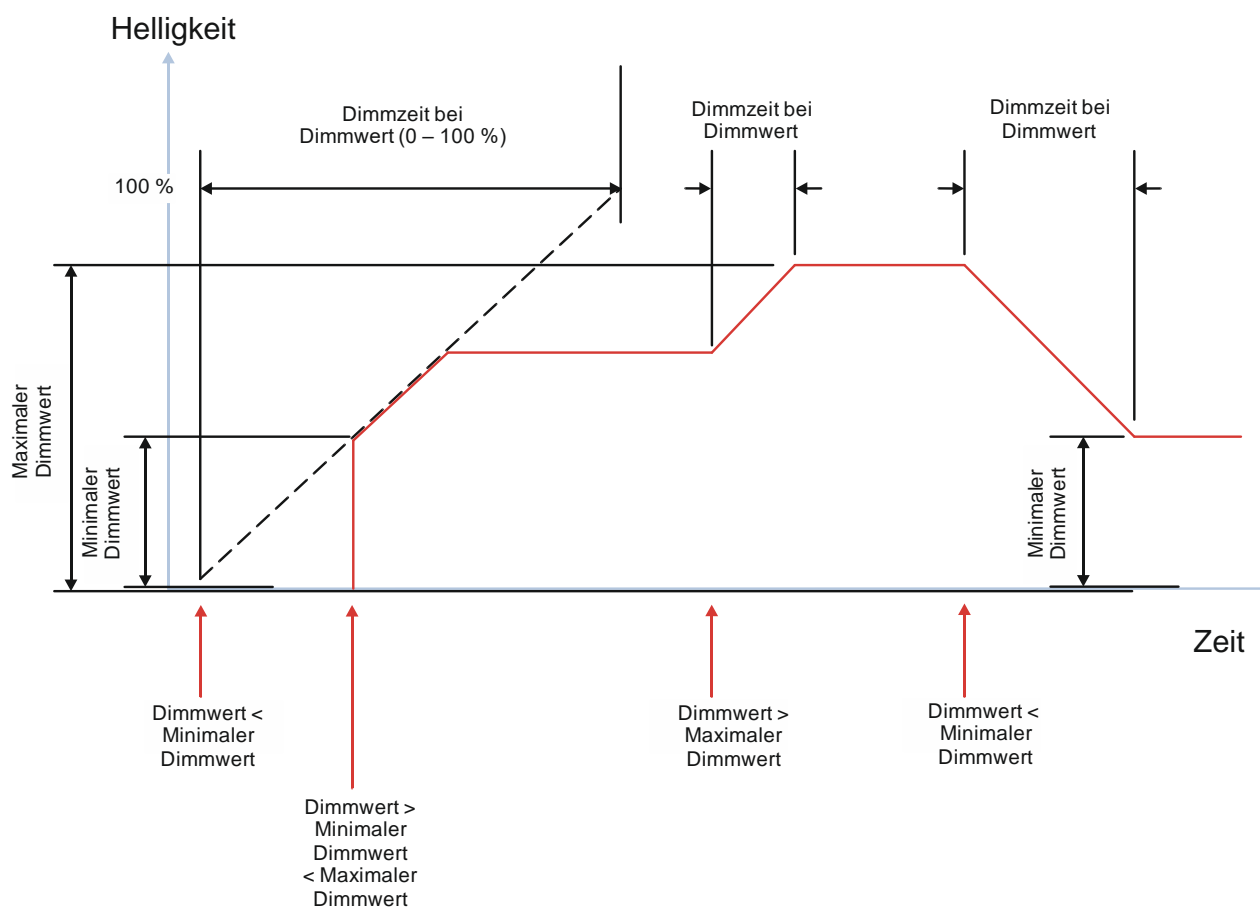 Helligkeit
Dimmzeit bei
Dimmwert (0 – 100 %)
Dimmzeit bei
Dimmwert
Dimmzeit bei
Dimmwert
100 %
Maximaler
Dimmwert
Minimaler
Dimmwert
Minimaler
Dimmwert
Zeit
Dimmwert <
Minimaler
Dimmwert
Dimmwert >
Minimaler
Dimmwert
< Maximaler
Dimmwert
Dimmwert >
Maximaler
Dimmwert
Dimmwert <
Minimaler
Dimmwert